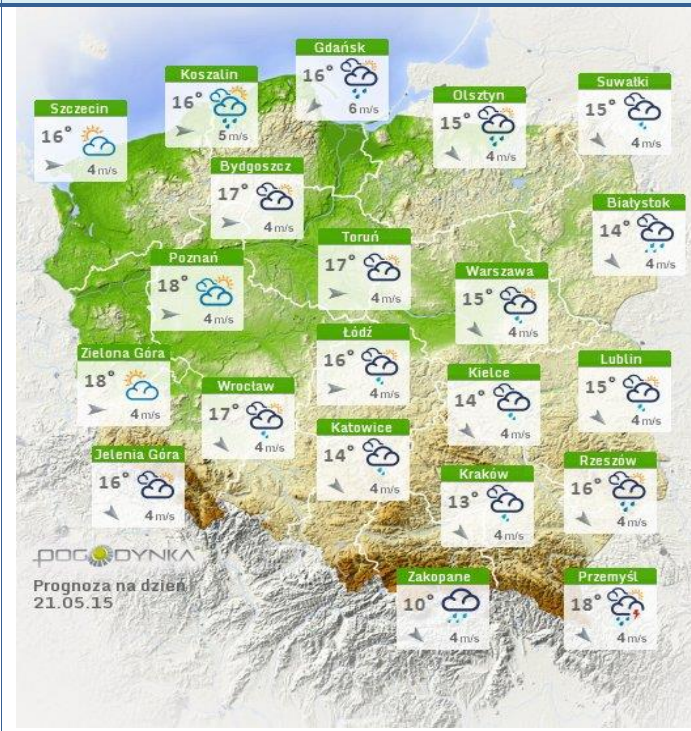 Gdańsk
16°
6 m/s
Koszalin
16°
5 m/s
Szczecin
16°
4 m/s
Olsztyn
15°
4 m/s
Suwałki
15°
4 m/s
Bydgoszcz
17°
4 m/s
Białystok
14°
4 m/s
Toruń
17°
4 m/s
Poznań
18°
4 m/s
Warszawa
15°
4 m/s
Łódź
16°
4 m/s
Zielona Góra
18°
4 m/s
Lublin
15°
4 m/s
Kielce
14°
4 m/s
Wrocław
17°
4 m/s
Katowice
14°
4 m/s
Jelenia Góra
16°
4 m/s
Rzeszów
16°
4 m/s
Kraków
13°
4 m/s
POGODYNKA
Prognoza na dzień
21.05.15
Zakopane
10°
4 m/s
Przemyśl
18°
4 m/s